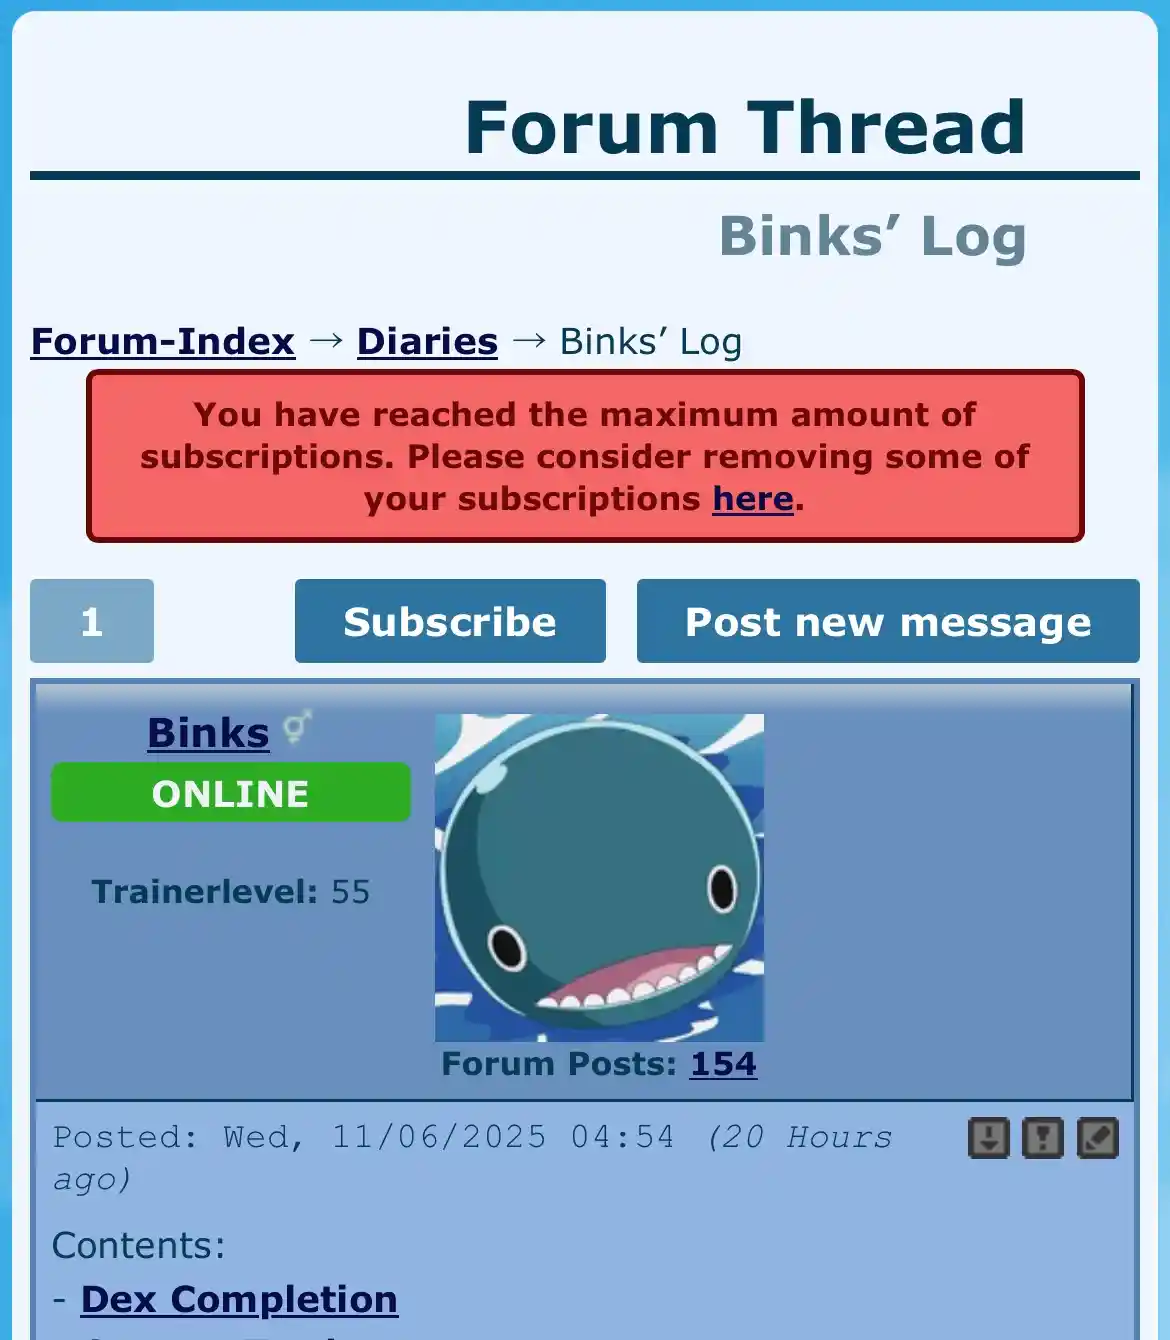 Forum Thread
Binks’ Log
Forum-Index → Diaries → Binks’ Log
You have reached the maximum amount of
subscriptions. Please consider removing some of
your subscriptions here.
1
Subscribe
Post new message
Binks
ONLINE
Trainerlevel: 55
Forum Posts: 154
Posted: Wed, 11/06/2025 04:54 (20 Hours
ago)
Contents:
- Dex Completion